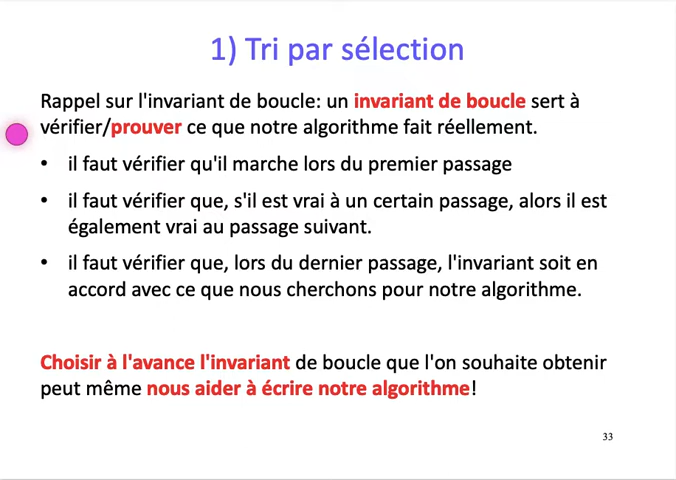 1) Tri par sélection
Rappel sur l'invariant de boucle: un invariant de boucle sert à
vérifier/prouver ce que notre algorithme fait réellement.
• il faut vérifier qu'il marche lors du premier passage
• il faut vérifier que, s'il est vrai à un certain passage, alors il est
également vrai au passage suivant.
• il faut vérifier que, lors du dernier passage, l'invariant soit en
accord avec ce que nous cherchons pour notre algorithme.
Choisir à l'avance l'invariant de boucle que l'on souhaite obtenir
peut même nous aider à écrire notre algorithme!
33